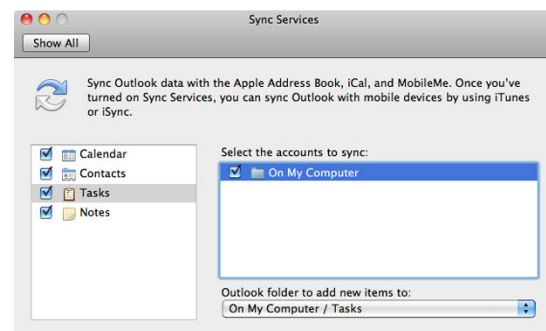 Sync Services
Show All
Sync Outlook data with the Apple Address Book, iCal, and MobileMe. Once you've
turned on Sync Services, you can sync Outlook with mobile devices by using iTunes
or iSync.
Calendar
Contacts
Tasks
Notes
Select the accounts to sync:
On My Computer
Outlook folder to add new items to:
On My Computer / Tasks